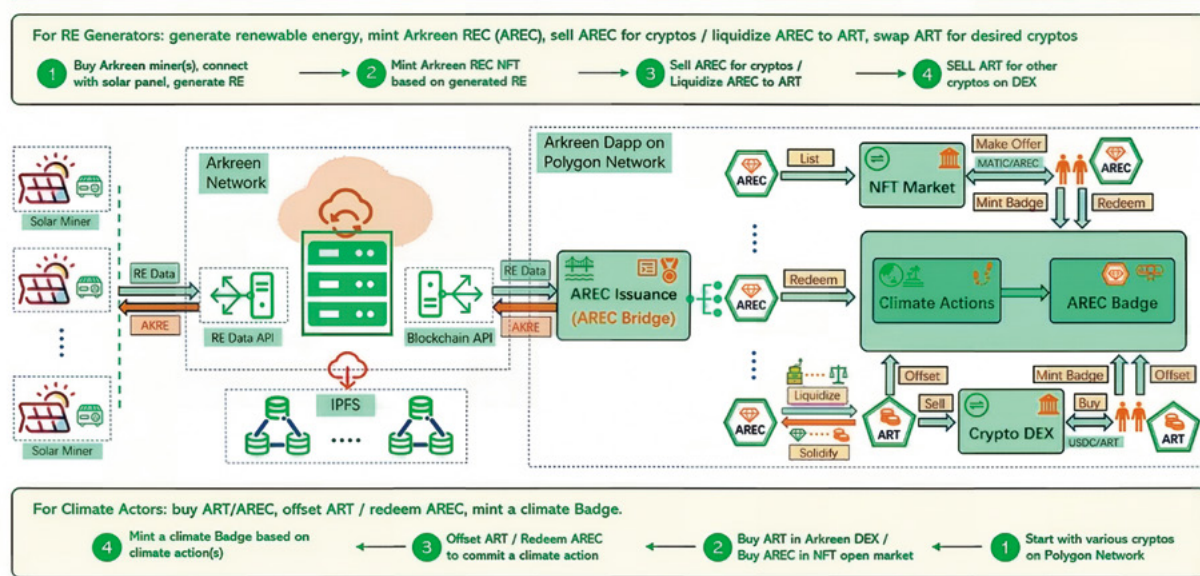 For RE Generators: generate renewable energy, mint Arkreen REC (AREC), sell AREC for cryptos / liquidize AREC to ART, swap ART for desired cryptos
1
Buy Arkreen miner(s), connect
with solar panel, generate RE
2
Mint Arkreen REC NFT
based on generated RE
3
Sell AREC for cryptos /
Liquidize AREC to ART
4
SELL ART for other
cryptos on DEX
Solar Miner
Solar Miner
Solar Miner
RE Data
AKRE
Arkreen
Network
RE Data API
Blockchain API
IPFS
RE Data
AKRE
Arkreen Dapp on
Polygon Network
AREC Issuance
(AREC Bridge)
AREC
List
NFT Market
Make Offer
MATIC/AREC
AREC
Mint Badge
Redeem
AREC
Redeem
Climate Actions
AREC Badge
AREC
Liquidize
Solidify
ART
Offset
Sell
Crypto DEX
Mint Badge
Offset
Buy
USDC/ART
ART
For Climate Actors: buy ART/AREC, offset ART / redeem AREC, mint a climate Badge.
4
Mint a climate Badge based on
climate action(s)
3
Offset ART / Redeem AREC
to commit a climate action
2
Buy ART in Arkreen DEX /
Buy AREC in NFT open market
1
Start with various cryptos
on Polygon Network